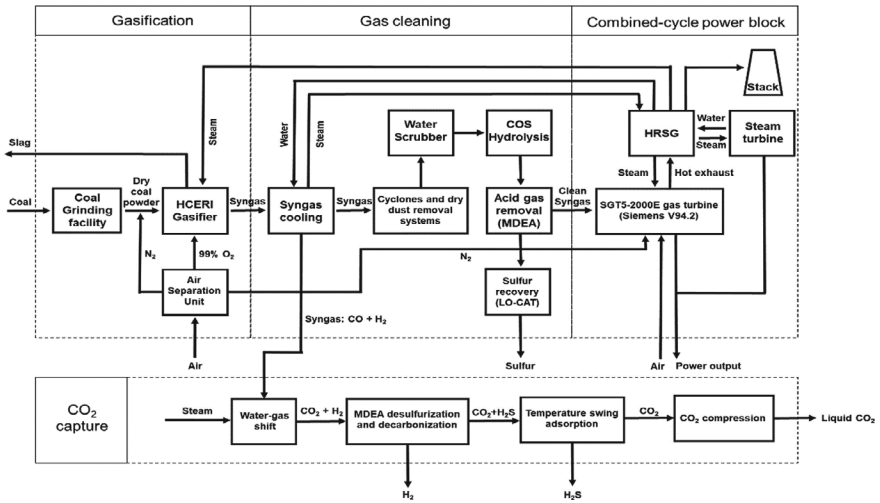 Gasification
Gas cleaning
Combined-cycle power block
Stack
Steam
Water
Steam
Water
Scrubber
COS
Hydrolysis
HRSG
Water
Steam
Steam
turbine
Slag
Steam
Hot exhaust
Coal
Coal
Grinding
facility
Dry
coal
powder
HCERI
Gasifier
Syngas
Syngas
cooling
Syngas
Cyclones and dry
dust removal
systems
Acid gas
removal
(MDEA)
Clean
Syngas
SGT5-2000E gas turbine
(Siemens V94.2)
N2
99% O2
N2
Air
Separation
Unit
Sulfur
recovery
(LO-CAT)
Syngas: CO + H2
Air
Sulfur
Air
Power output
CO2
capture
Steam
Water-gas
shift
CO2 + H2
MDEA desulfurization
and decarbonization
CO2+H2S
Temperature swing
adsorption
CO2
CO2 compression
Liquid CO2
H2
H2S